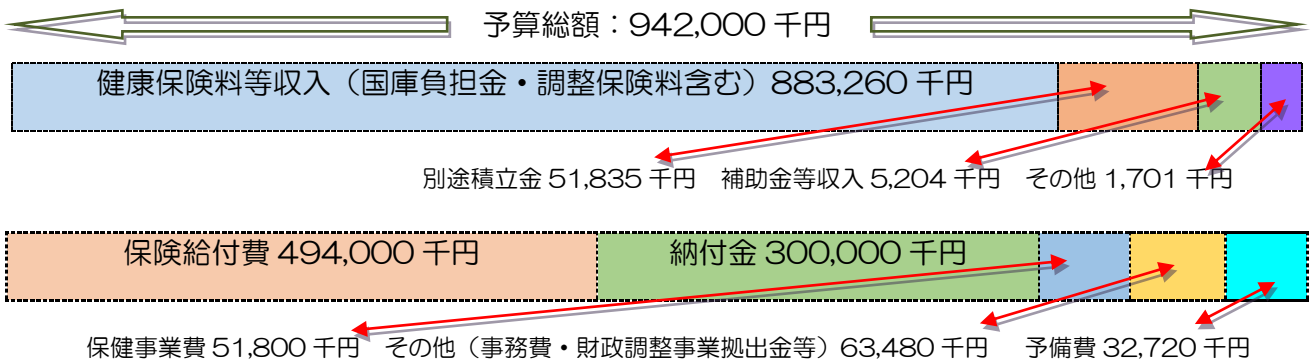 予算総額：942,000 千円
健康保険料等収入（国庫負担金・調整保険料含む）883,260 千円
別途積立金 51,835 千円　補助金等収入 5,204 千円　その他 1,701 千円
保険給付費 494,000 千円　納付金 300,000 千円
保健事業費 51,800 千円　その他（事務費・財政調整事業拠出金等）63,480 千円　予備費 32,720 千円